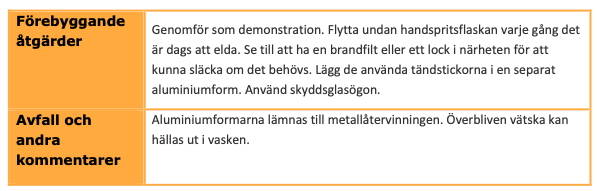 Förebyggande
åtgärder
Genomför som demonstration. Flytta undan handspritsflaskan varje gång det
är dags att elda. Se till att ha en brandfilt eller ett lock i närheten för att
kunna släcka om det behövs. Lägg de använda tändstickorna i en separat
aluminiumform. Använd skyddsglasögon.
Avfall och
andra
kommentarer
Aluminiumformarna lämnas till metallåtervinningen. Överbliven vätska kan
hällas ut i vasken.